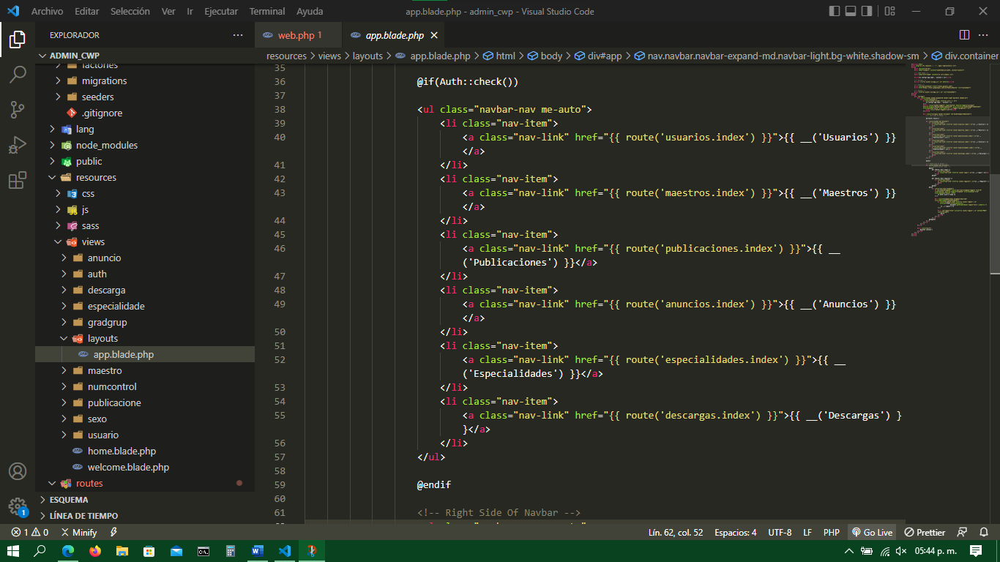 Archivo Editar Selección Ver Ir Ejecutar Terminal Ayuda app.blade.php - admin_cwp - Visual Studio Code
EXPLORADOR
web.php 1
app.blade.php
ADMIN_CWP
resources > views > layouts > app.blade.php > html > body > div#app > nav.navbar.navbar-expand-md.navbar-light.bg-white.shadow-sm > div.container
factories
migrations
seeders
.gitignore
lang
node_modules
public
resources
css
js
sass
views
anuncio
auth
descarga
especialidade
gradgrup
layouts
app.blade.php
maestro
numcontrol
publicacione
sexo
usuario
home.blade.php
welcome.blade.php
routes
ESQUEMA
LÍNEA DE TIEMPO
35
36 @if(Auth::check())
37
38 <ul class="navbar-nav me-auto">
39 <li class="nav-item">
40 <a class="nav-link" href="{{ route('usuarios.index') }}">{{ __('Usuarios') }}
</a>
41 </li>
42 <li class="nav-item">
43 <a class="nav-link" href="{{ route('maestros.index') }}">{{ __('Maestros') }}
</a>
44 </li>
45 <li class="nav-item">
46 <a class="nav-link" href="{{ route('publicaciones.index') }}">{{ __
('Publicaciones') }}</a>
47 </li>
48 <li class="nav-item">
49 <a class="nav-link" href="{{ route('anuncios.index') }}">{{ __('Anuncios') }}
</a>
50 </li>
51 <li class="nav-item">
52 <a class="nav-link" href="{{ route('especialidades.index') }}">{{ __
('Especialidades') }}</a>
53 </li>
54 <li class="nav-item">
55 <a class="nav-link" href="{{ route('descargas.index') }}">{{ __('Descargas') }
}</a>
56 </li>
57 </ul>
58
59 @endif
60
61 <!-- Right Side Of Navbar -->
1 0 Minify Lín. 62, col. 52 Espacios: 4 UTF-8 LF PHP Go Live Prettier
1
05:44 p. m.